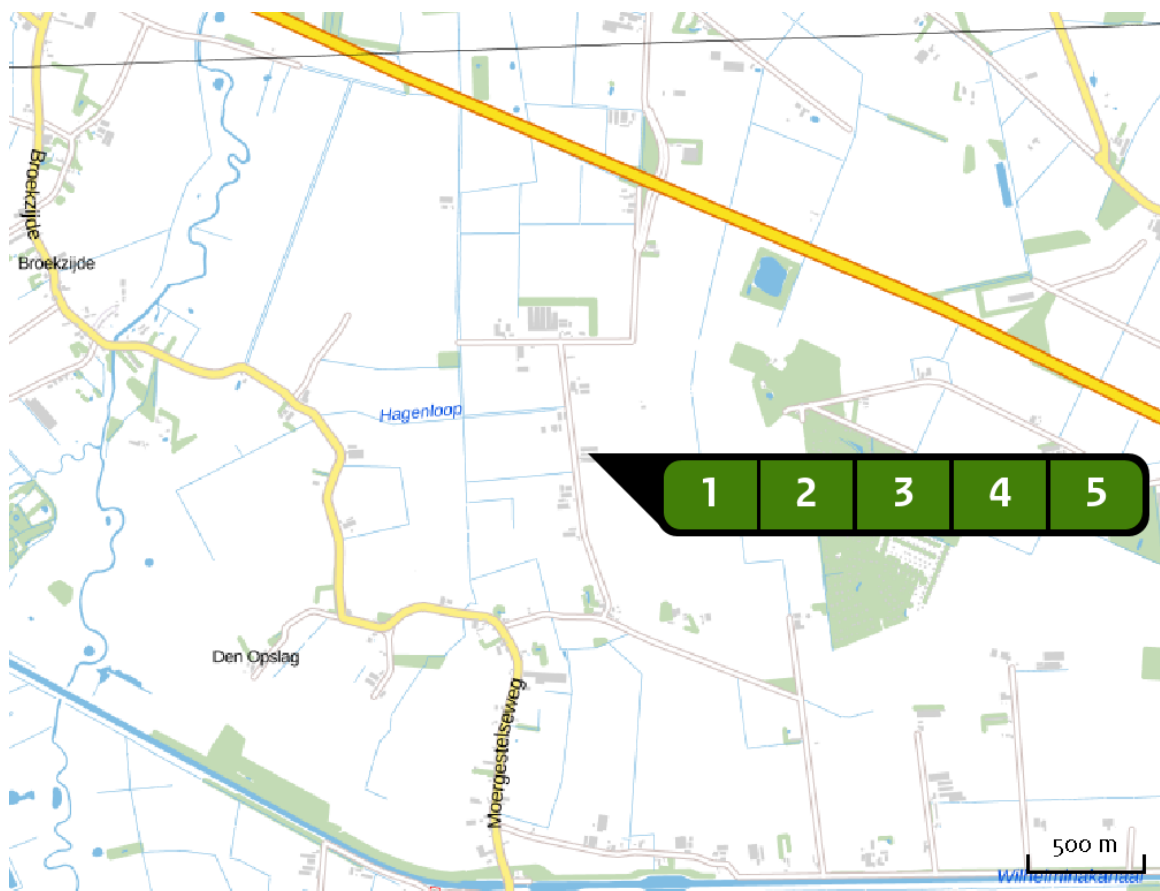 Broekzijde
Broekzijde
Hagenloop
1 2 3 4 5
Den Opslag
Moergestelseweg
500 m
Wilhelminakanaal